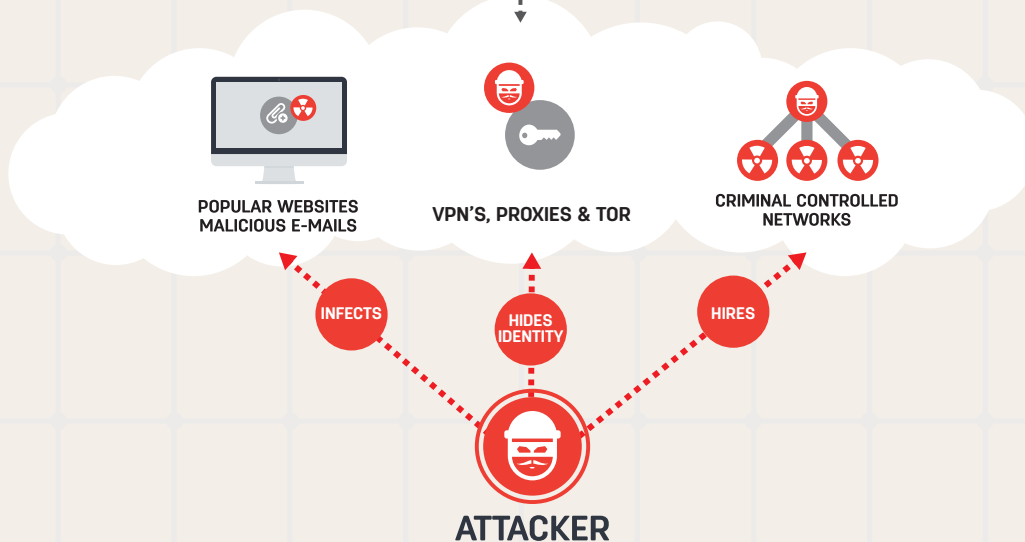 POPULAR WEBSITES
MALICIOUS E-MAILS
VPN'S, PROXIES & TOR
CRIMINAL CONTROLLED
NETWORKS
INFECTS
HIDES
IDENTITY
HIRES
ATTACKER